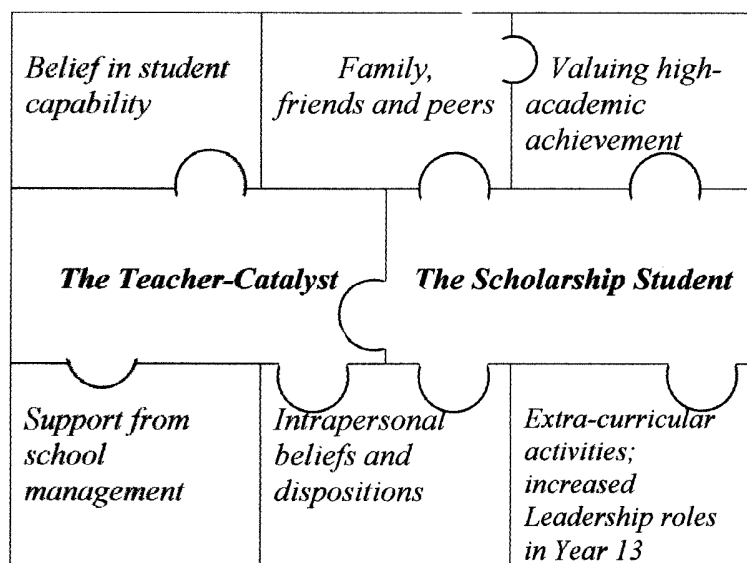 Belief in student
capability
Family,
friends and peers
Valuing high-
academic
achievement
The Teacher-Catalyst
The Scholarship Student
Support from
school
management
Intrapersonal
beliefs and
dispositions
Extra-curricular
activities;
increased
Leadership roles
in Year 13